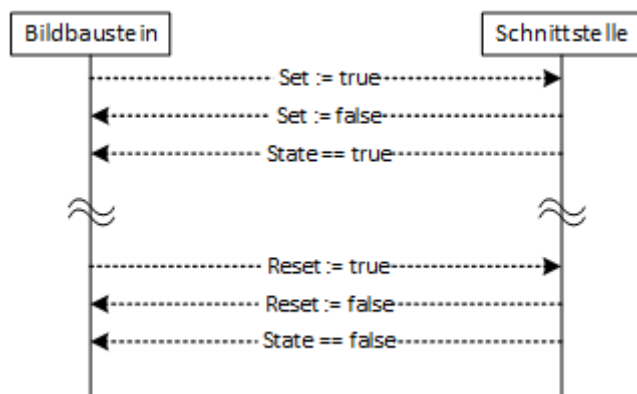 Bildbaustein
Schnittstelle
Set := true
Set := false
State == true
Reset := true
Reset := false
State == false